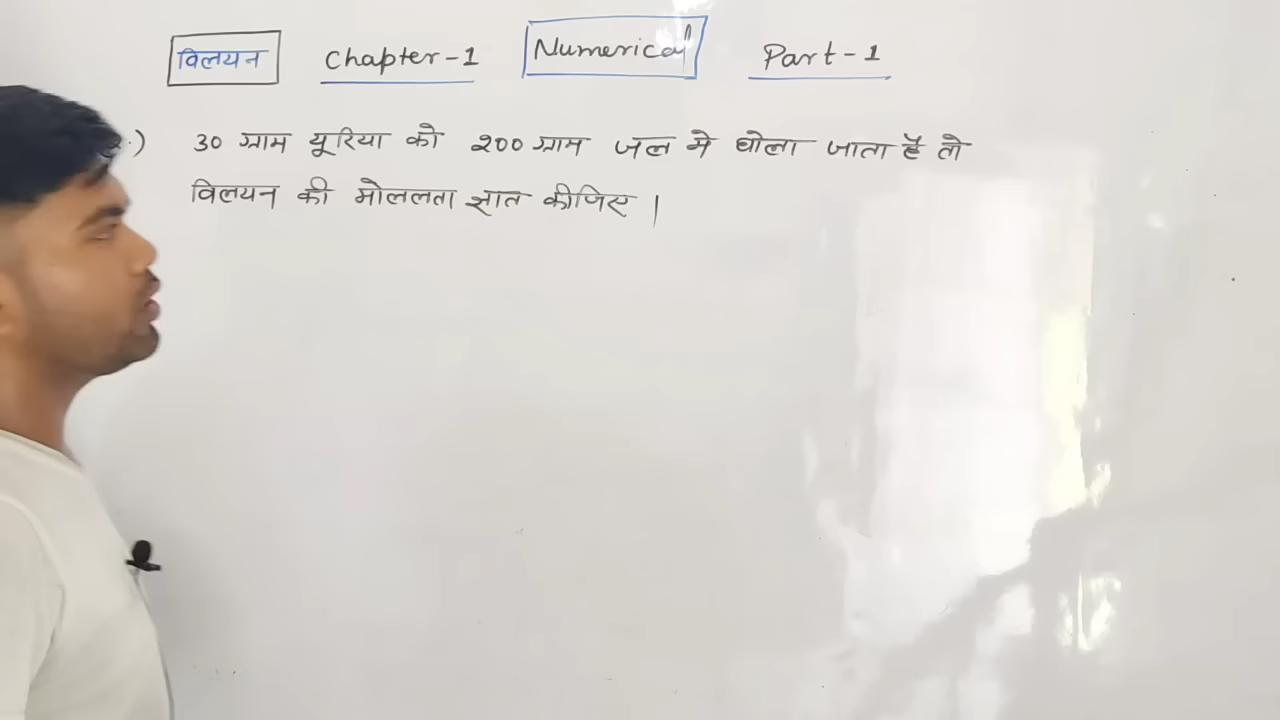 विलयन Chapter-1 Numerical Part-1
30 ग्राम यूरिया को 200 ग्राम जल मे घोला जाता है तो
विलयन की मोललता ज्ञात कीजिए ।